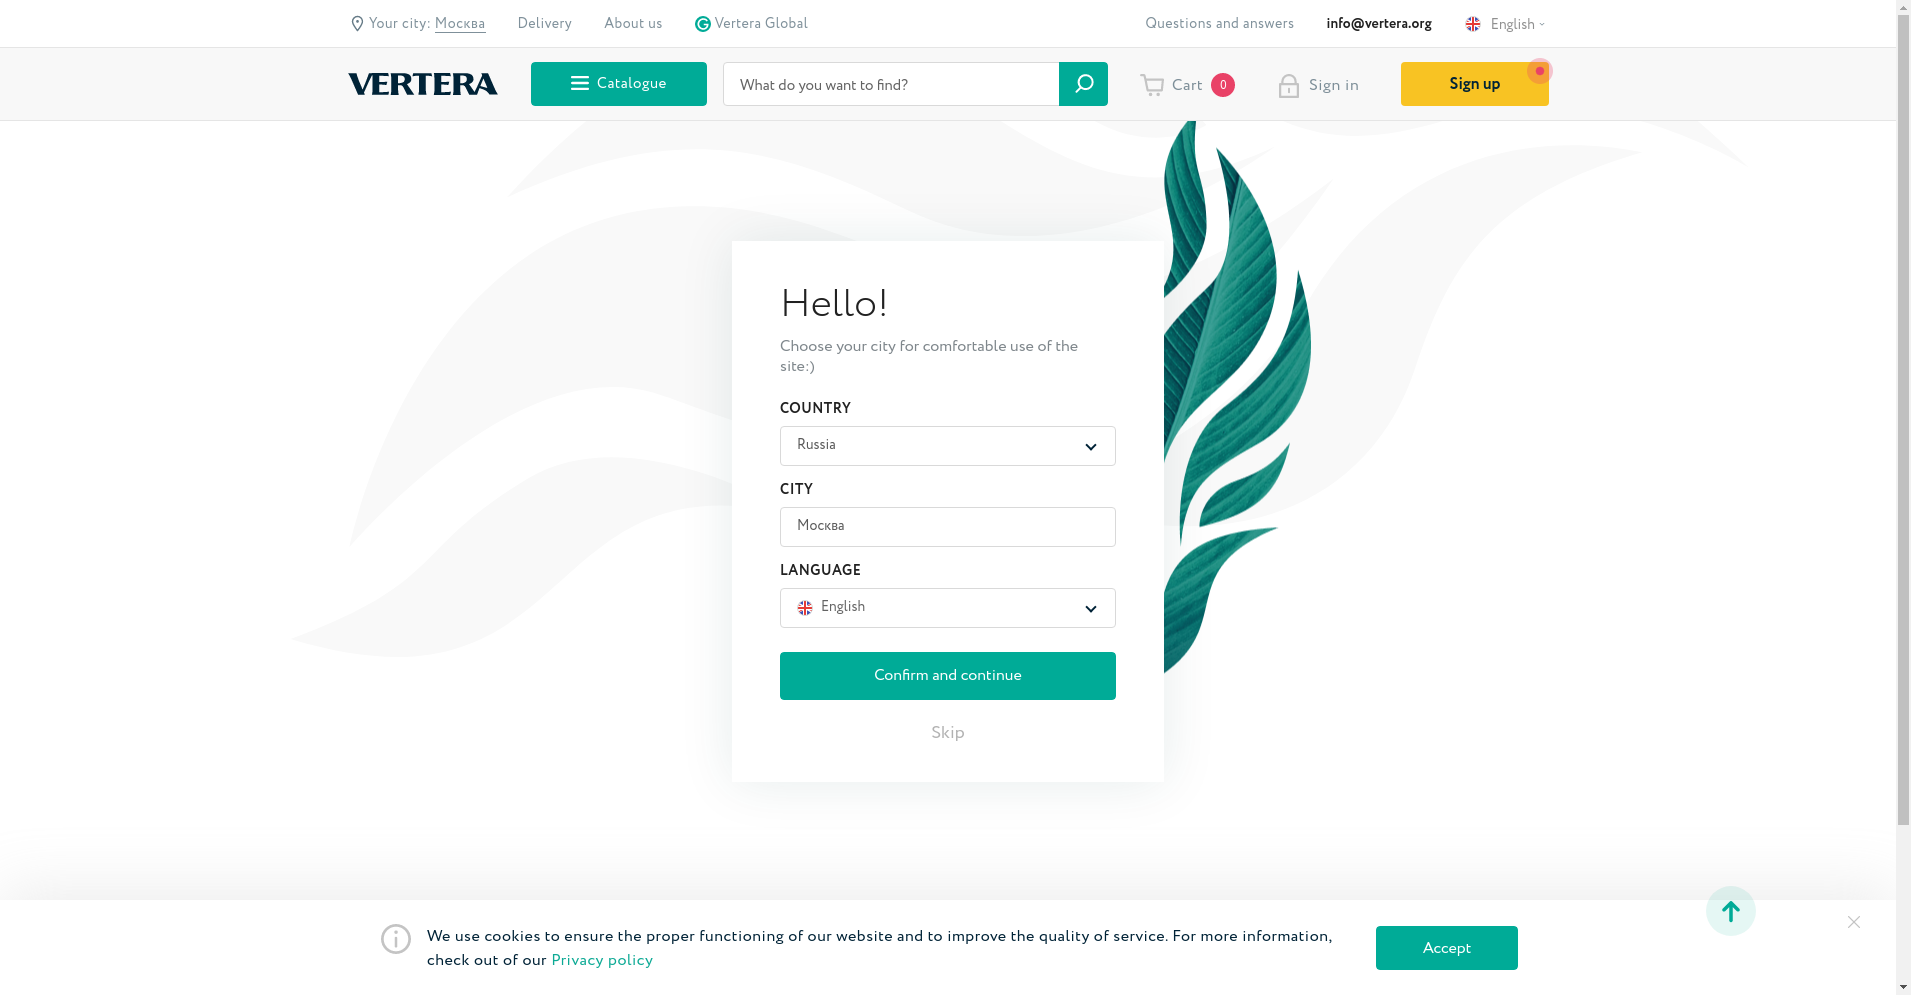 Your city: Москва Delivery About us Vertera Global Questions and answers info@vertera.org English
VERTERA Catalogue What do you want to find? Cart 0 Sign in Sign up
Hello!
Choose your city for comfortable use of the
site:)
COUNTRY
Russia
CITY
Москва
LANGUAGE
English
Confirm and continue
Skip
We use cookies to ensure the proper functioning of our website and to improve the quality of service. For more information,
check out of our Privacy policy
Accept